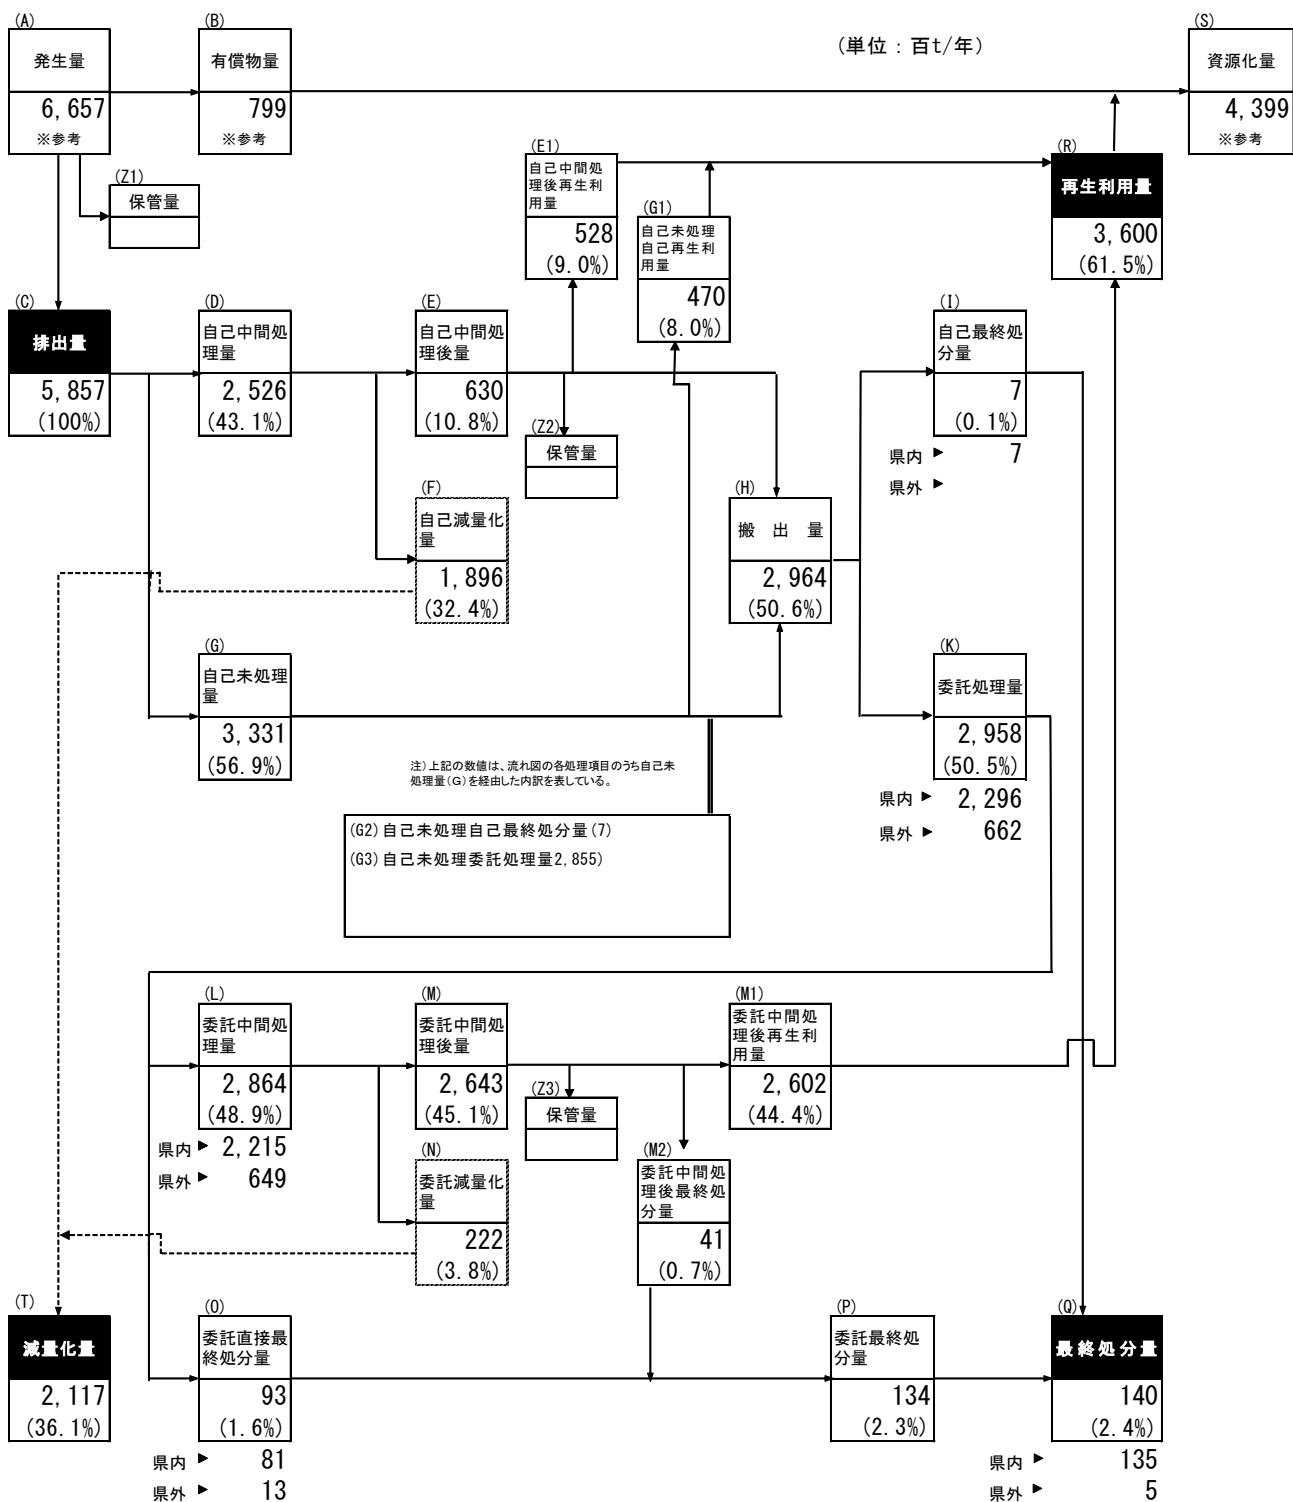 (A)
発生量
6,657
※参考
(B)
有償物量
799
※参考
(単位：百t/年)
(S)
資源化量
4,399
※参考
(Z1)
保管量
(E1)
自己中間処
理後再生利
用量
528
(9.0%)
(G1)
自己未処理
自己再生利
用量
470
(8.0%)
(R)
再生利用量
3,600
(61.5%)
(C)
排出量
5,857
(100%)
(D)
自己中間処
理量
2,526
(43.1%)
(E)
自己中間処
理後量
630
(10.8%)
(Z2)
保管量
(I)
自己最終処
分量
7
(0.1%)
県内 ▶ 7
県外 ▶
(F)
自己減量化
量
1,896
(32.4%)
(H)
搬 出 量
2,964
(50.6%)
(G)
自己未処理
量
3,331
(56.9%)
(K)
委託処理量
2,958
(50.5%)
県内 ▶ 2,296
県外 ▶ 662
注)上記の数値は、流れ図の各処理項目のうち自己未
処理量(G)を経由した内訳を表している。
(G2)自己未処理自己最終処分量(7)
(G3)自己未処理委託処理量2,855)
(L)
委託中間処
理量
2,864
(48.9%)
県内 ▶ 2,215
県外 ▶ 649
(M)
委託中間処
理後量
2,643
(45.1%)
(Z3)
保管量
(M1)
委託中間処
理後再生利
用量
2,602
(44.4%)
(N)
委託減量化
量
222
(3.8%)
(M2)
委託中間処
理後最終処
分量
41
(0.7%)
(T)
減量化量
2,117
(36.1%)
(O)
委託直接最
終処分量
93
(1.6%)
県内 ▶ 81
県外 ▶ 13
(P)
委託最終処
分量
134
(2.3%)
(Q)
最終処分量
140
(2.4%)
県内 ▶ 135
県外 ▶ 5